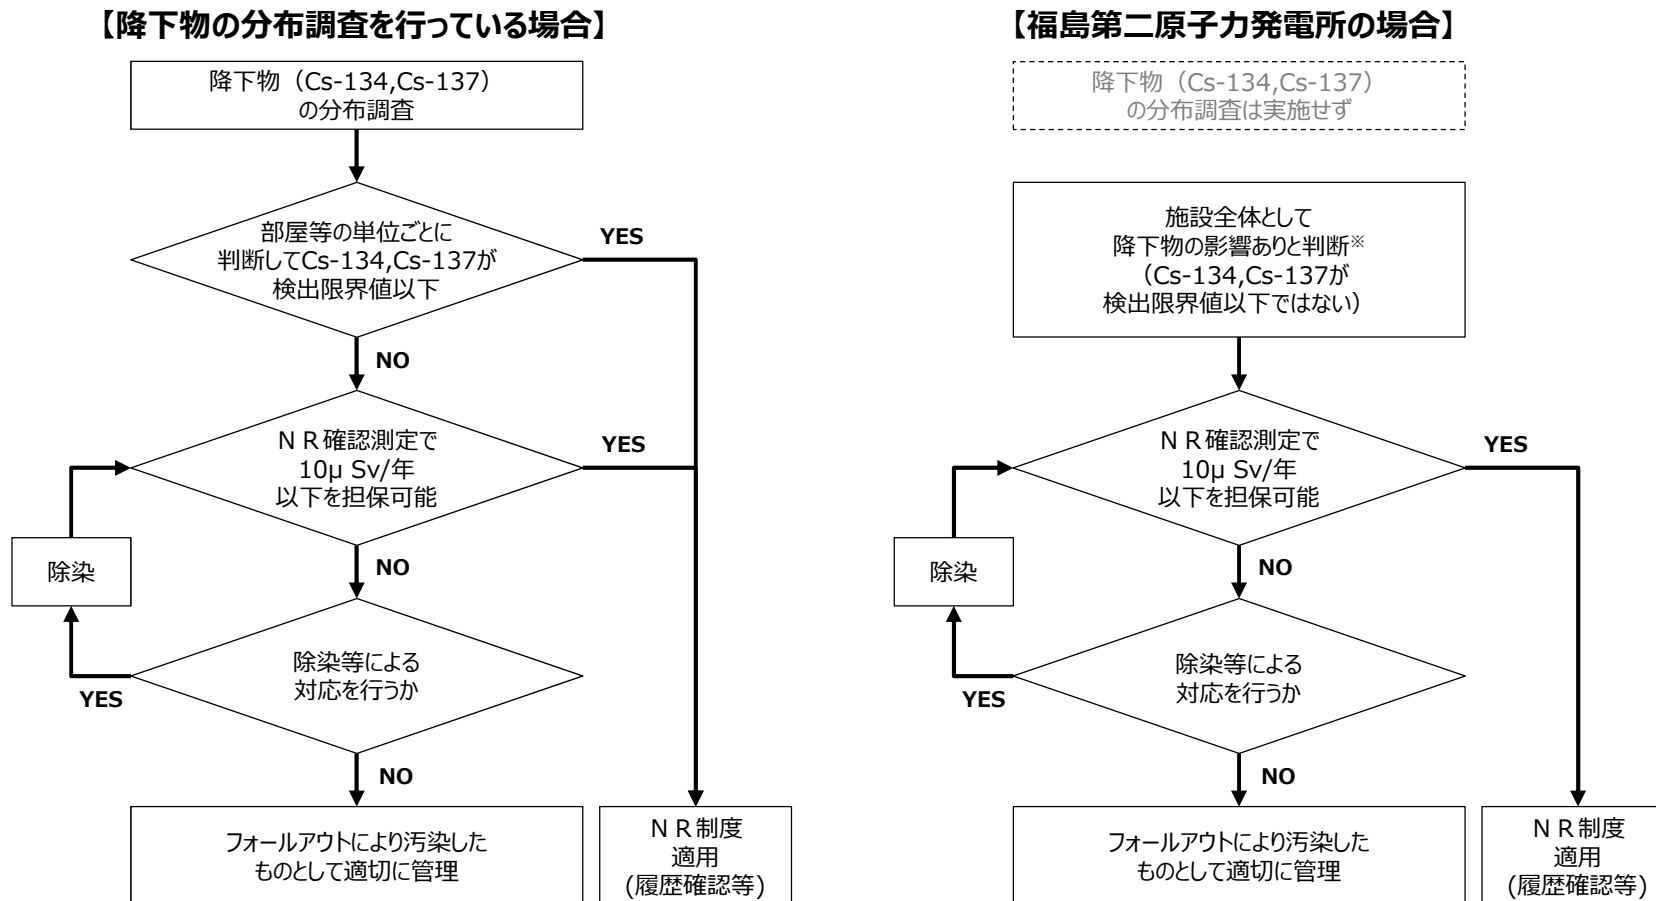 【降下物の分布調査を行っている場合】
降下物（Cs-134,Cs-137）
の分布調査
部屋等の単位ごとに
判断してCs-134,Cs-137が
検出限界値以下
YES
NO
ＮＲ確認測定で
10μ Sv/年
以下を担保可能
YES
除染
NO
除染等による
対応を行うか
YES
NO
フォールアウトにより汚染した
ものとして適切に管理
ＮＲ制度
適用
(履歴確認等)
【福島第二原子力発電所の場合】
降下物（Cs-134,Cs-137）
の分布調査は実施せず
施設全体として
降下物の影響ありと判断※
（Cs-134,Cs-137が
検出限界値以下ではない）
ＮＲ確認測定で
10μ Sv/年
以下を担保可能
YES
除染
NO
除染等による
対応を行うか
YES
NO
フォールアウトにより汚染した
ものとして適切に管理
ＮＲ制度
適用
(履歴確認等)